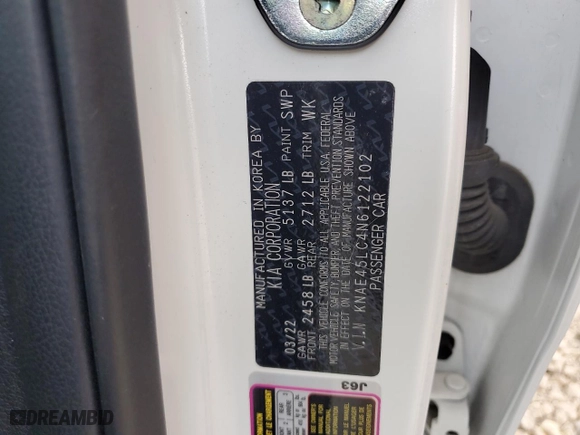 MANUFACTURED IN KOREA BY
KIA CORPORATION
03/22 GVWR 5137 LB PAINT SWP
GAWR FRONT 2458 LB GAWR REAR 2712 LB TRIM WK
THIS VEHICLE CONFORMS TO ALL APPLICABLE U.S.A. FEDERAL
MOTOR VEHICLE SAFETY, BUMPER, AND THEFT PREVENTION STANDARDS
IN EFFECT ON THE DATE OF MANUFACTURE SHOWN ABOVE
V.I.N KNAE45LC4N6122102
PASSENGER CAR
J63
DREAMBID